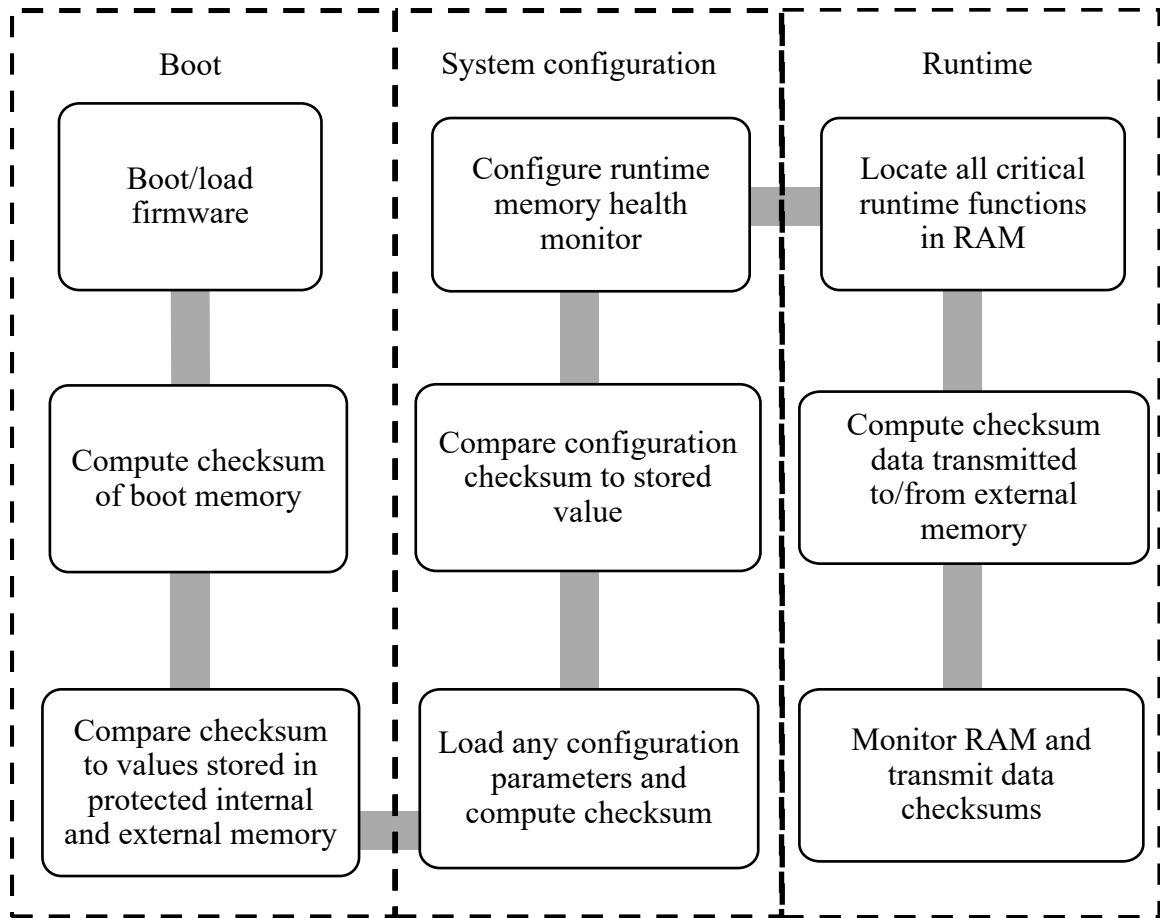 Boot
Boot/load
firmware
Compute checksum
of boot memory
Compare checksum
to values stored in
protected internal
and external memory
System configuration
Configure runtime
memory health
monitor
Compare configuration
checksum to stored
value
Load any configuration
parameters and
compute checksum
Runtime
Locate all critical
runtime functions
in RAM
Compute checksum
data transmitted
to/from external
memory
Monitor RAM and
transmit data
checksums